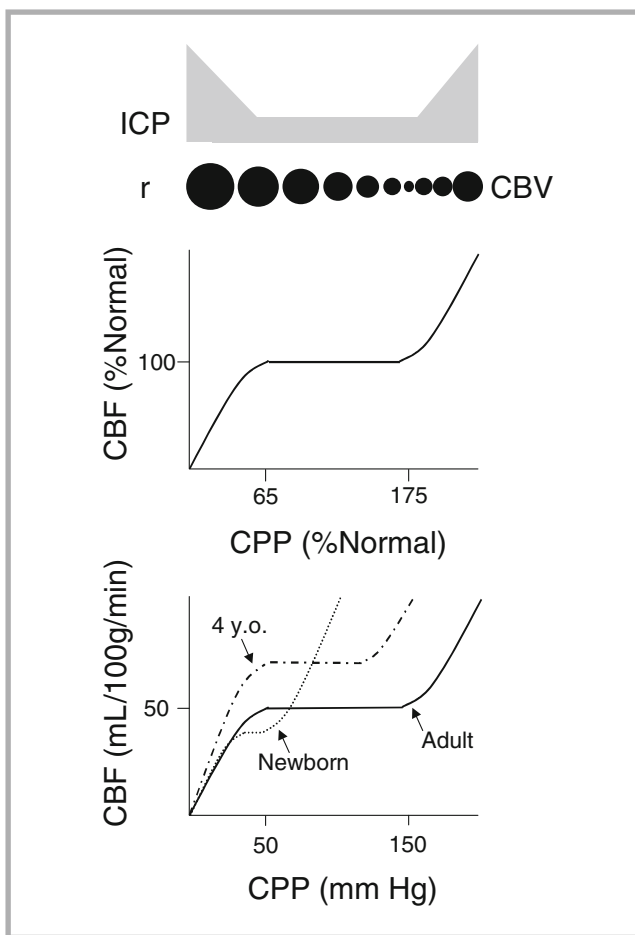 ICP
r
CBV
CBF (%Normal)
100
65
175
CPP (%Normal)
CBF (mL/100g/min)
4 y.o.
50
Newborn
Adult
50
150
CPP (mm Hg)